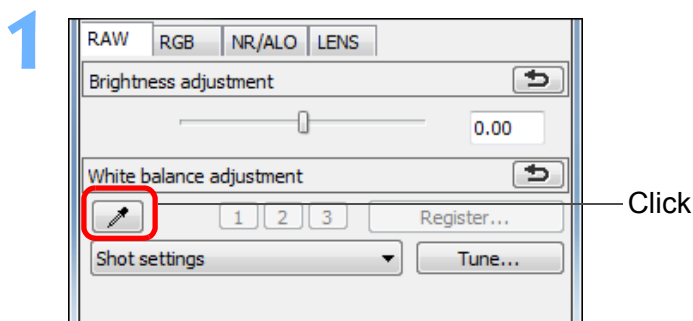 1
RAW RGB NR/ALO LENS
Brightness adjustment
0.00
White balance adjustment
1 2 3 Register... Click
Shot settings Tune...